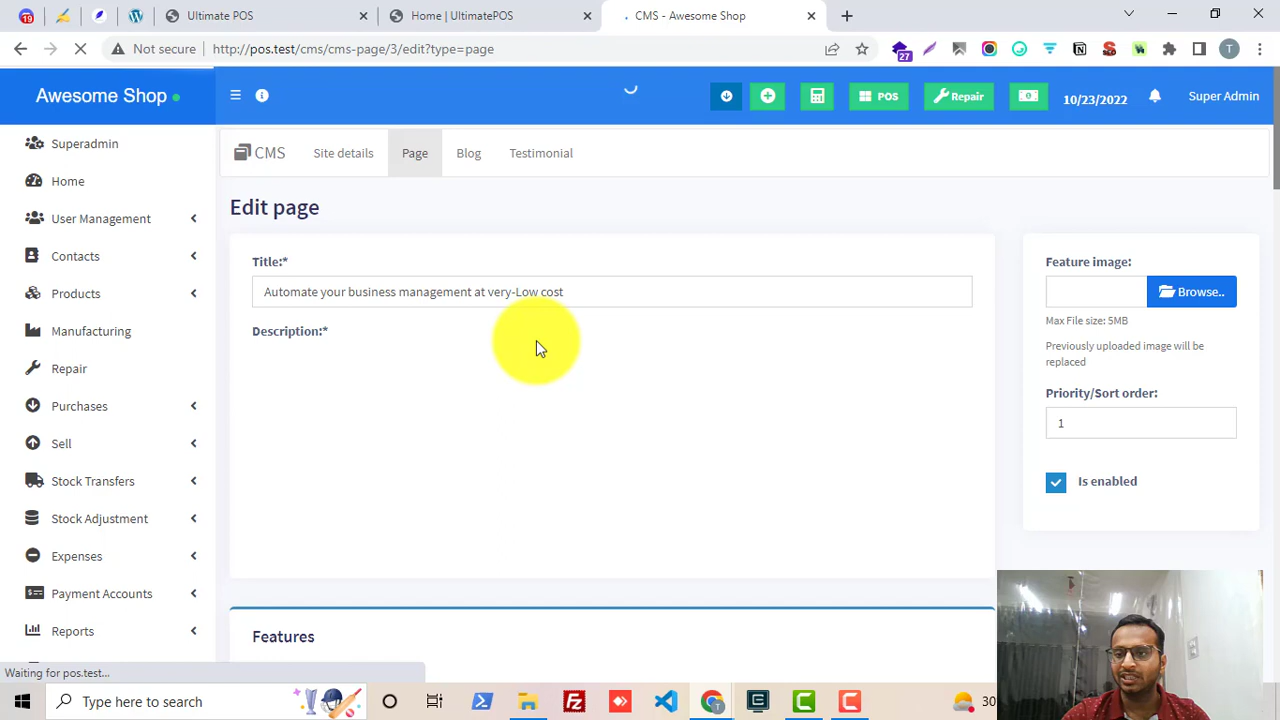 19
Ultimate POS
Home | UltimatePOS
CMS - Awesome Shop
Not secure
http://pos.test/cms/cms-page/3/edit?type=page
27
T
Awesome Shop
POS
Repair
10/23/2022
Super Admin
Superadmin
Home
User Management
Contacts
Products
Manufacturing
Repair
Purchases
Sell
Stock Transfers
Stock Adjustment
Expenses
Payment Accounts
Reports
CMS
Site details
Page
Blog
Testimonial
Edit page
Title:*
Automate your business management at very-Low cost
Description:*
Features
Feature image:
Browse..
Max File size: 5MB
Previously uploaded image will be
replaced
Priority/Sort order:
1
Is enabled
Waiting for pos.test...
Type here to search
30